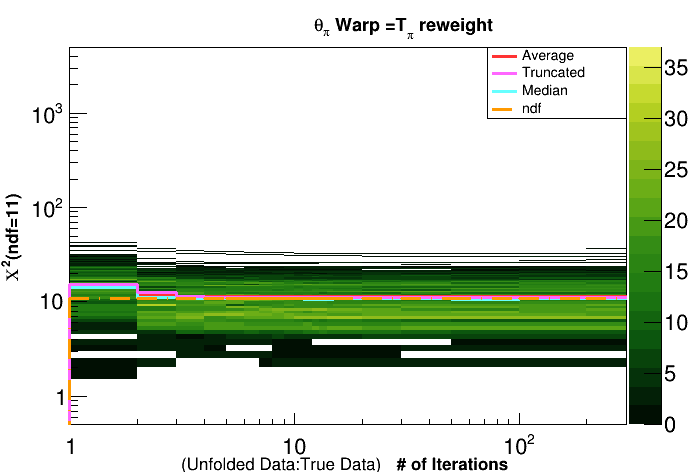 θπ Warp =Tπ reweight
Average
Truncated
Median
ndf
χ²(ndf=11)
10³
10²
10
1
1
10
10²
35
30
25
20
15
10
5
0
(Unfolded Data:True Data) # of Iterations